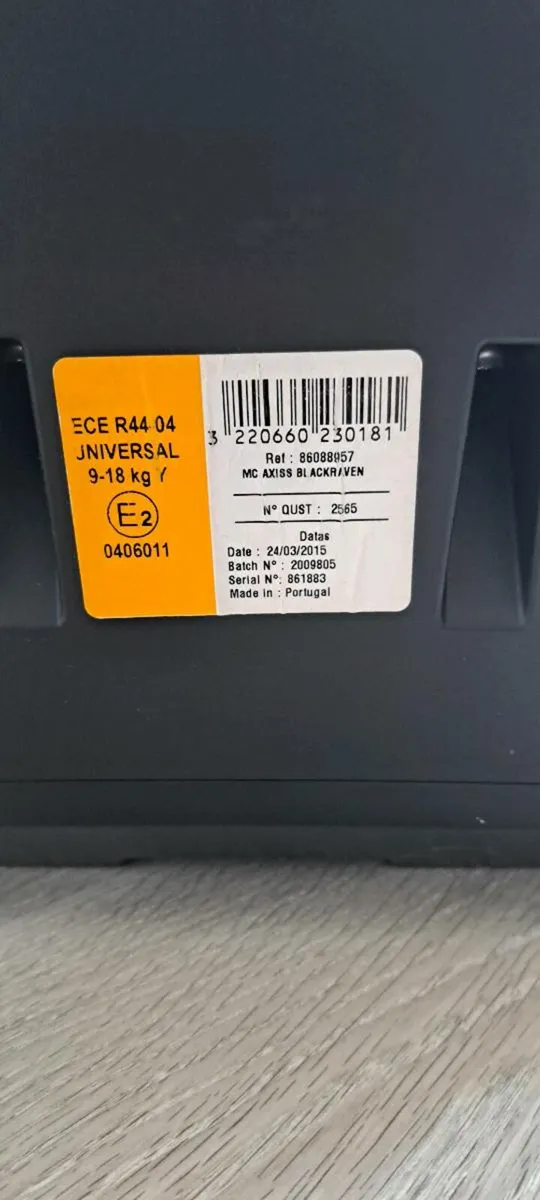 ECE R44 04
UNIVERSAL
9-18 kg Y
E2
0406011
3 220660 230181
Ref : 86088957
MC AXISS BLACKRAVEN
N° QUST : 2565
Datas
Date : 24/03/2015
Batch N° : 2009805
Serial N°: 861883
Made in : Portugal